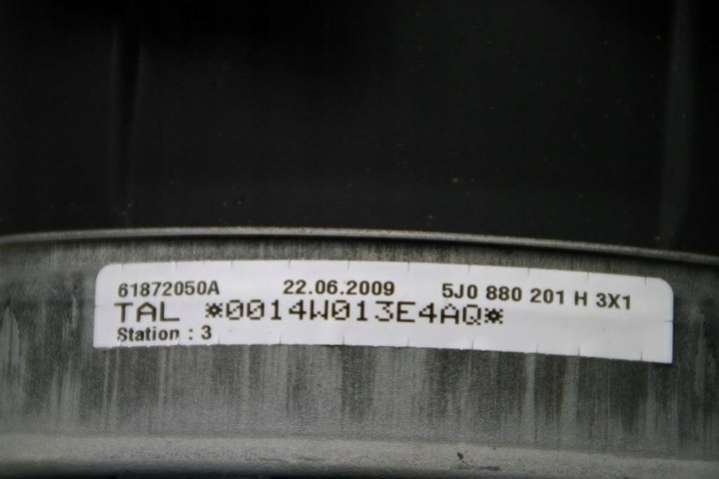 61872050A 22.06.2009 5J0 880 201 H 3X1
TAL *0014W013E4AQ*
Station : 3